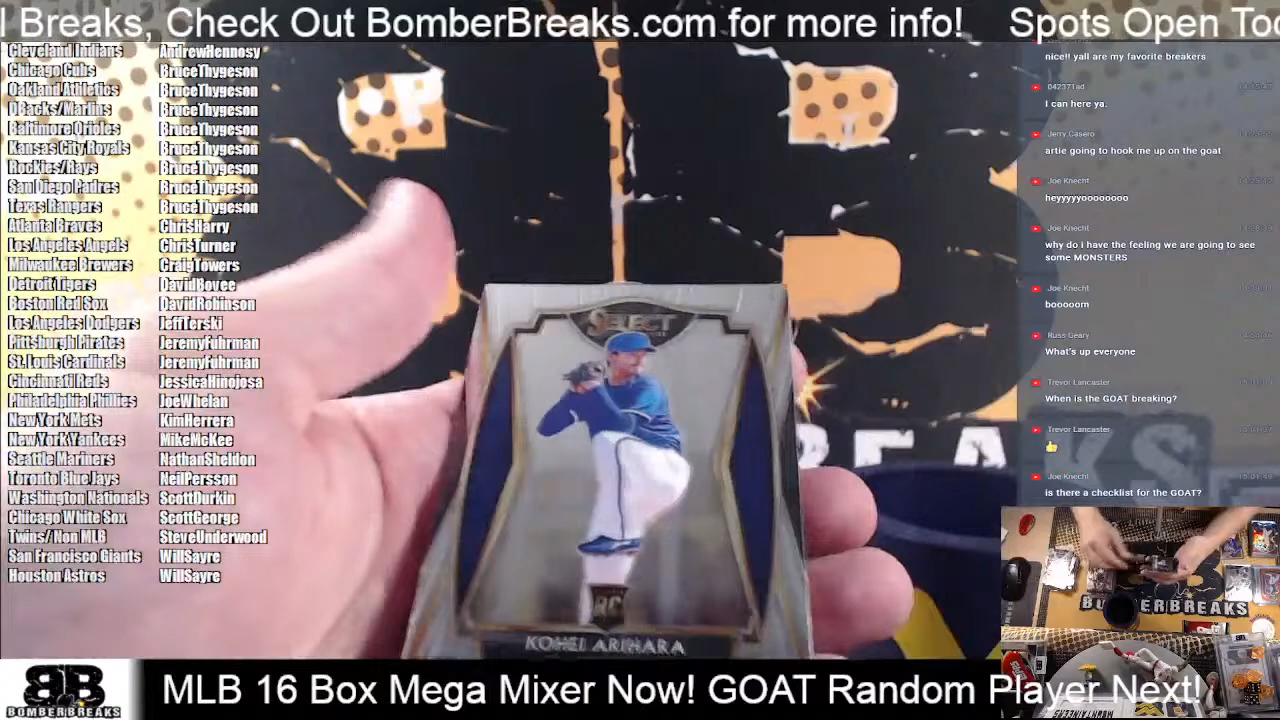 l Breaks, Check Out BomberBreaks.com for more info! Spots Open Too
Cleveland Indians AndrewHennosy
Chicago Cubs BruceThygeson
Oakland Athletics BruceThygeson
DBacks/Marlins BruceThygeson
Baltimore Orioles BruceThygeson
Kansas City Royals BruceThygeson
Rockies/Rays BruceThygeson
San Diego Padres BruceThygeson
Texas Rangers BruceThygeson
Atlanta Braves ChrisHarry
Los Angeles Angels ChrisTurner
Milwaukee Brewers CraigTowers
Detroit Tigers DavidBovee
Boston Red Sox DavidRobinson
Los Angeles Dodgers JeffTerski
Pittsburgh Pirates JeremyFuhrman
St. Louis Cardinals JeremyFuhrman
Cincinnati Reds JessicaHinojosa
Philadelphia Phillies JoeWhelan
New York Mets KimHerrera
New York Yankees MikeMcKee
Seattle Mariners NathanSheldon
Toronto Blue Jays NeilPersson
Washington Nationals ScottDurkin
Chicago White Sox ScottGeorge
Twins/ Non MLB SteveUnderwood
San Francisco Giants WillSayre
Houston Astros WillSayre
SELECT
RC
KOHEI ARIHARA
nice!! yall are my favorite breakers
04237Tad
I can here ya.
Jerry Casero
artie going to hook me up on the goat
Joe Knecht
heyyyyyoooooooo
Joe Knecht
why do i have the feeling we are going to see
some MONSTERS
Joe Knecht
booooom
Russ Geary
What's up everyone
Trevor Lancaster
When is the GOAT breaking?
Trevor Lancaster
👍
Joe Knecht
is there a checklist for the GOAT?
BOMBERBREAKS
BB
BOMBERBREAKS
MLB 16 Box Mega Mixer Now! GOAT Random Player Next!